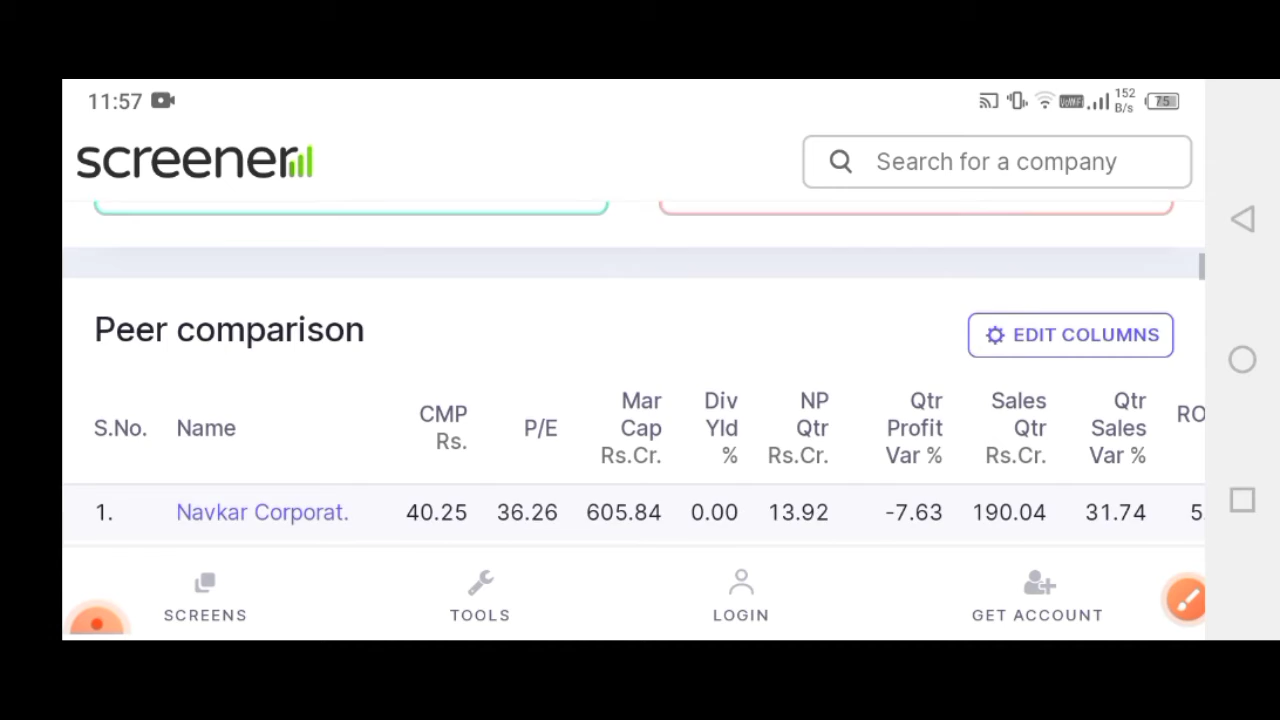 11:57
152
B/s
VoWiFi
75
screener
Search for a company
Peer comparison
EDIT COLUMNS
S.No. Name CMP Rs. P/E Mar Cap Rs.Cr. Div Yld % NP Qtr Rs.Cr. Qtr Profit Var % Sales Qtr Rs.Cr. Qtr Sales Var % RO
1. Navkar Corporat. 40.25 36.26 605.84 0.00 13.92 -7.63 190.04 31.74 5.
SCREENS TOOLS LOGIN GET ACCOUNT